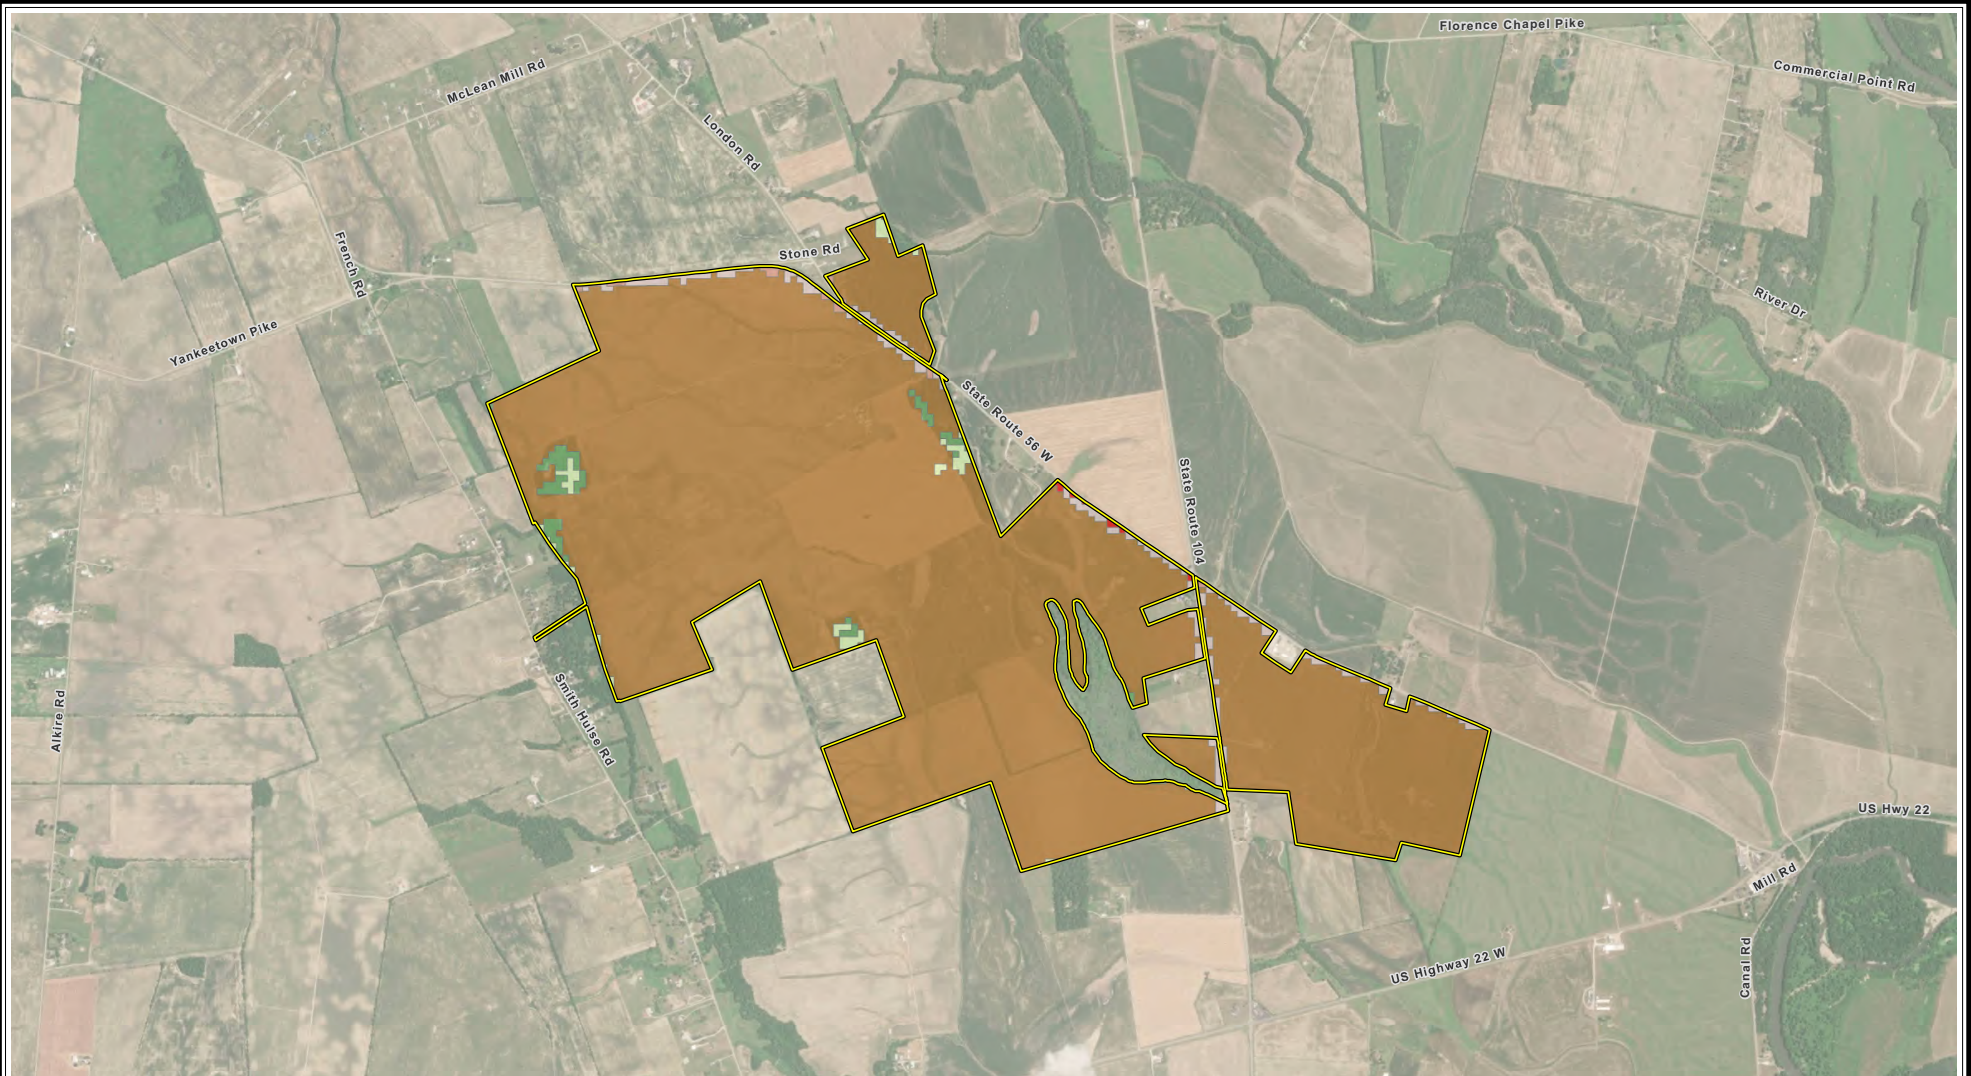 Florence Chapel Pike
Commercial Point Rd
McLean Mill Rd
London Rd
French Rd
Stone Rd
River Dr
Yankeetown Pike
State Route 56 W
State Route 104
Alkire Rd
Smith Hulse Rd
US Hwy 22
Mill Rd
US Highway 22 W
Canal Rd